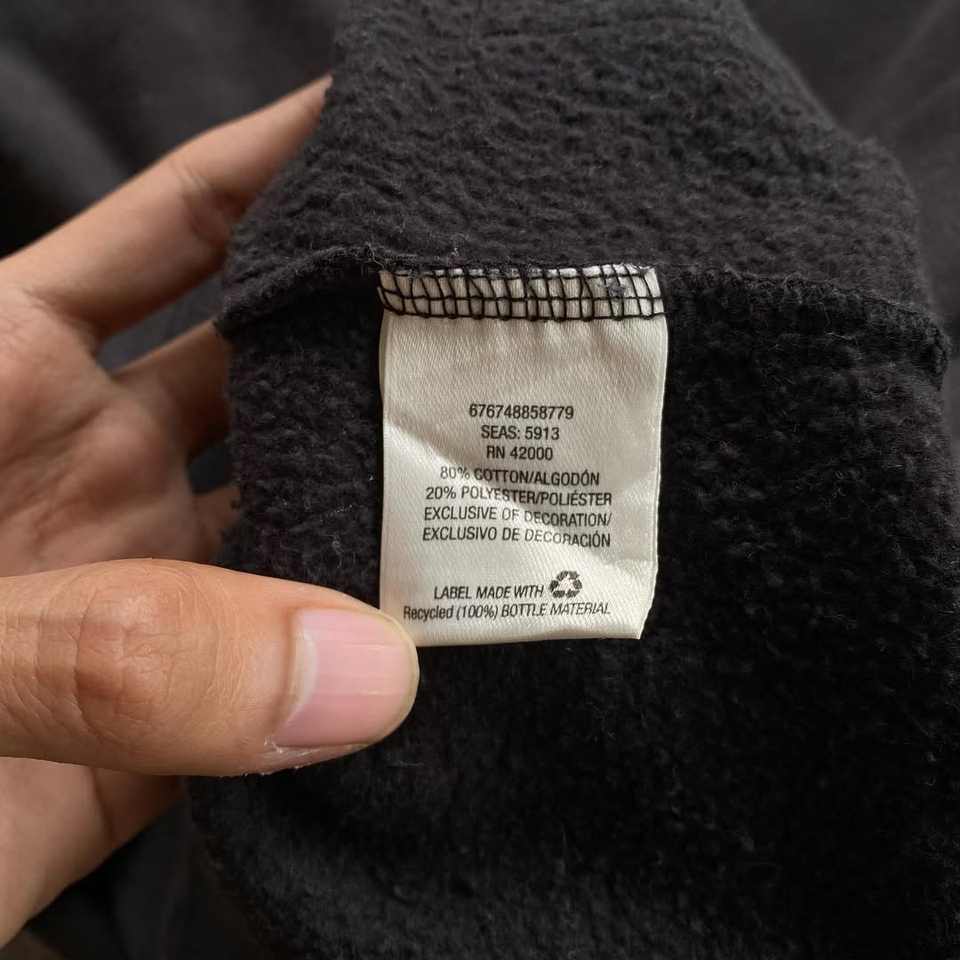 676748858779
SEAS: 5913
RN 42000
80% COTTON/ALGODÓN
20% POLYESTER/POLIÉSTER
EXCLUSIVE OF DECORATION/
EXCLUSIVO DE DECORACIÓN
LABEL MADE WITH
Recycled (100%) BOTTLE MATERIAL